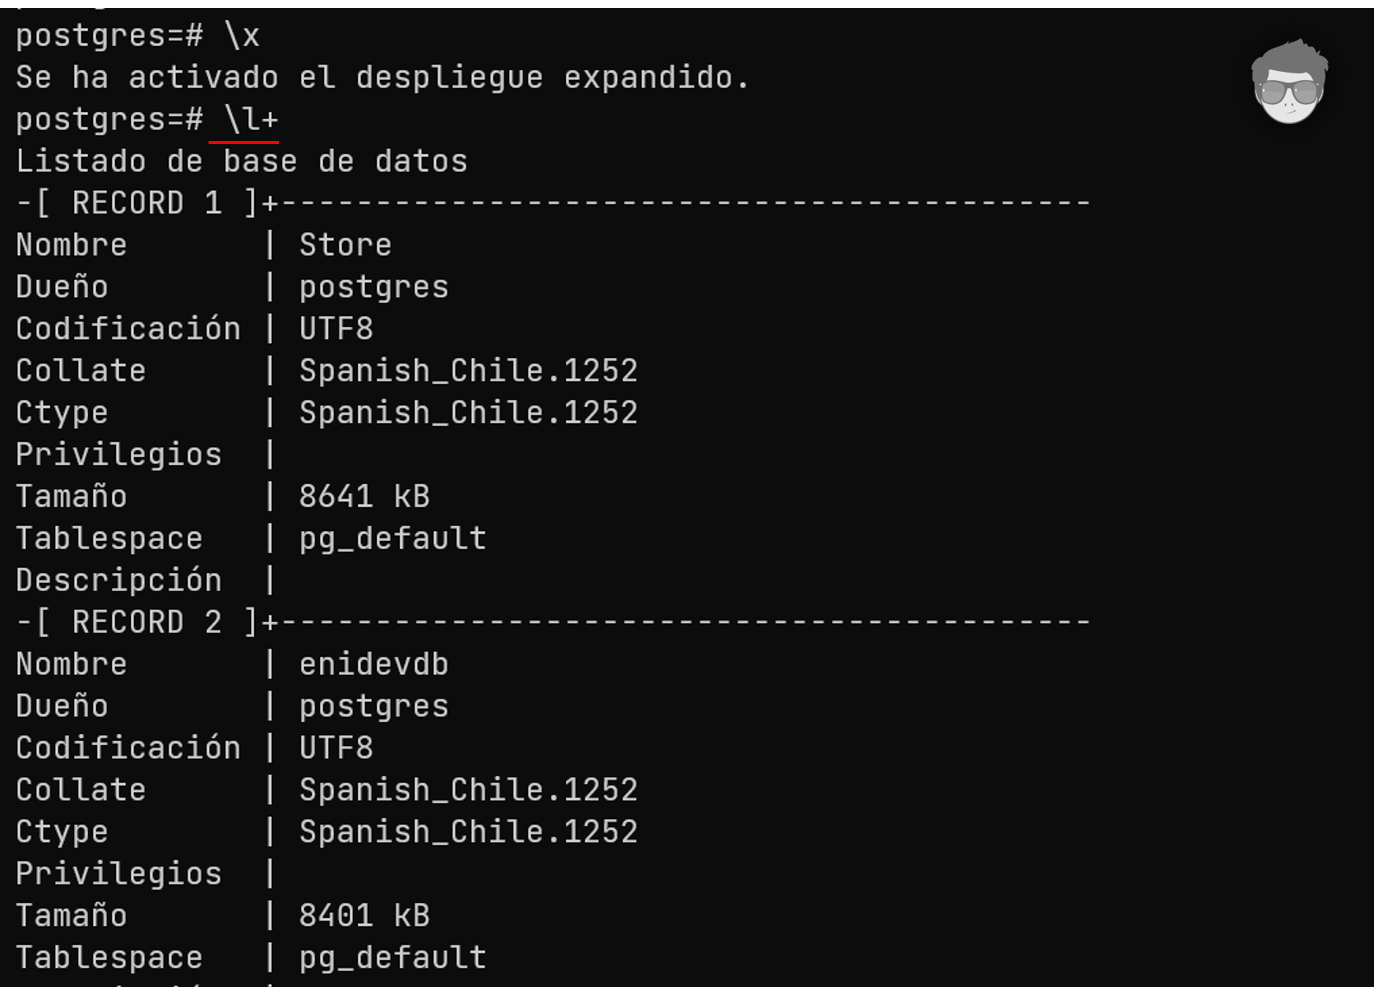 postgres=# \x
Se ha activado el despliegue expandido.
postgres=# \l+
Listado de base de datos
-[ RECORD 1 ]+-------------------------------------------
Nombre       | Store
Dueño        | postgres
Codificación | UTF8
Collate      | Spanish_Chile.1252
Ctype        | Spanish_Chile.1252
Privilegios  |
Tamaño       | 8641 kB
Tablespace   | pg_default
Descripción  |
-[ RECORD 2 ]+-------------------------------------------
Nombre       | enidevdb
Dueño        | postgres
Codificación | UTF8
Collate      | Spanish_Chile.1252
Ctype        | Spanish_Chile.1252
Privilegios  |
Tamaño       | 8401 kB
Tablespace   | pg_default